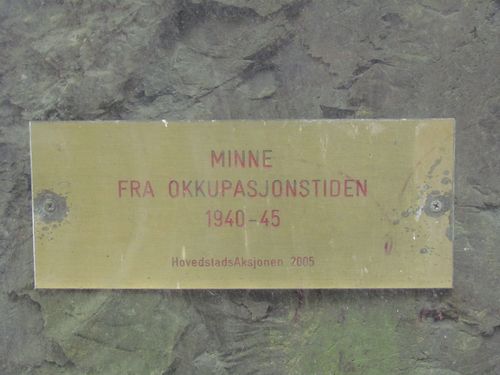 MINNE
FRA OKKUPASJONSTIDEN
1940-45
HovedstadsAksjonen 2005